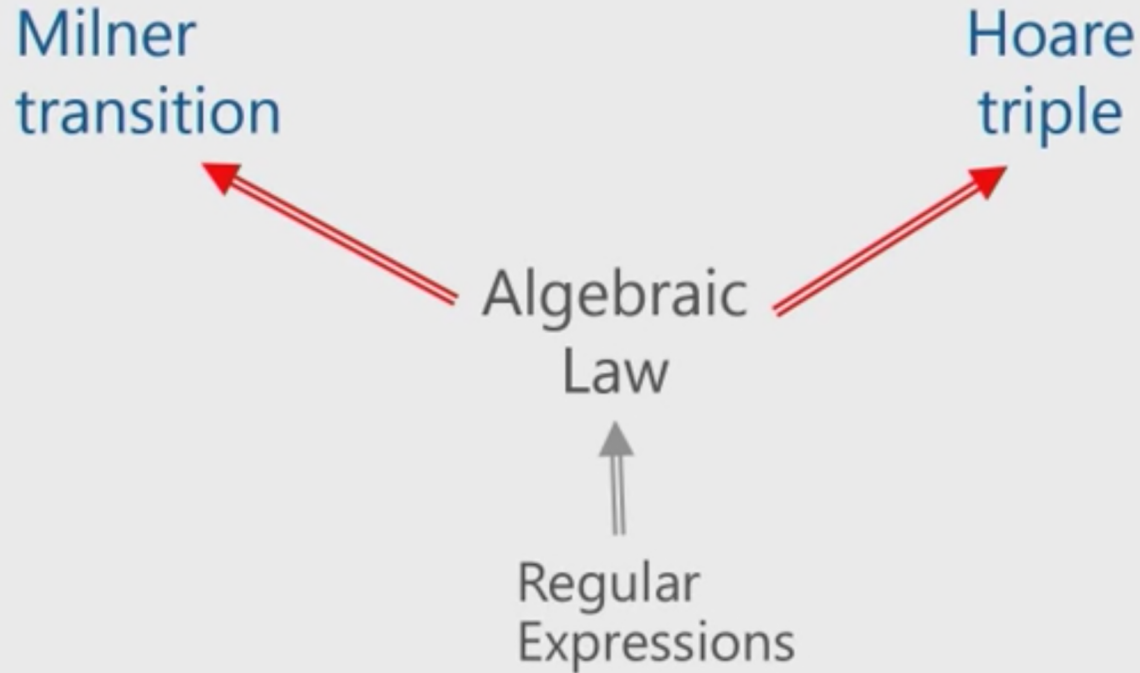 Milner
transition
Hoare
triple
Algebraic
Law
Regular
Expressions